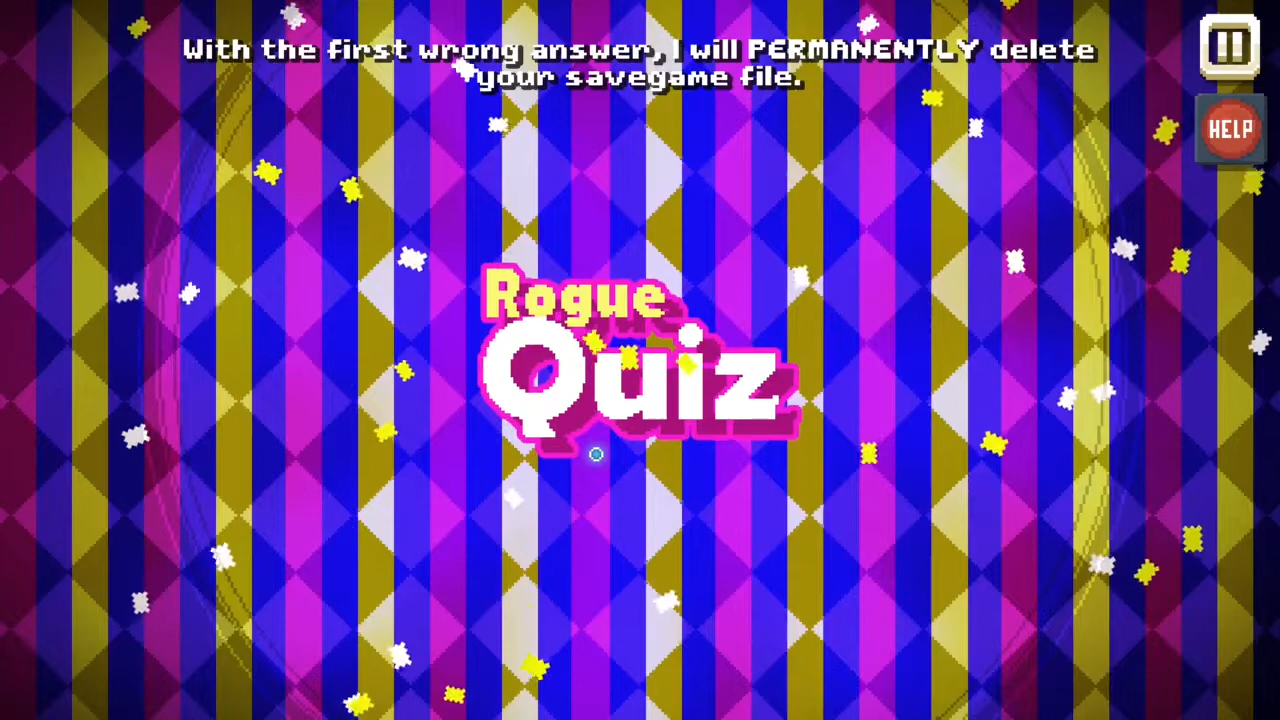 With the first wrong answer, I will PERMANENTLY delete
your savegame file.
HELP
Rogue
Quiz